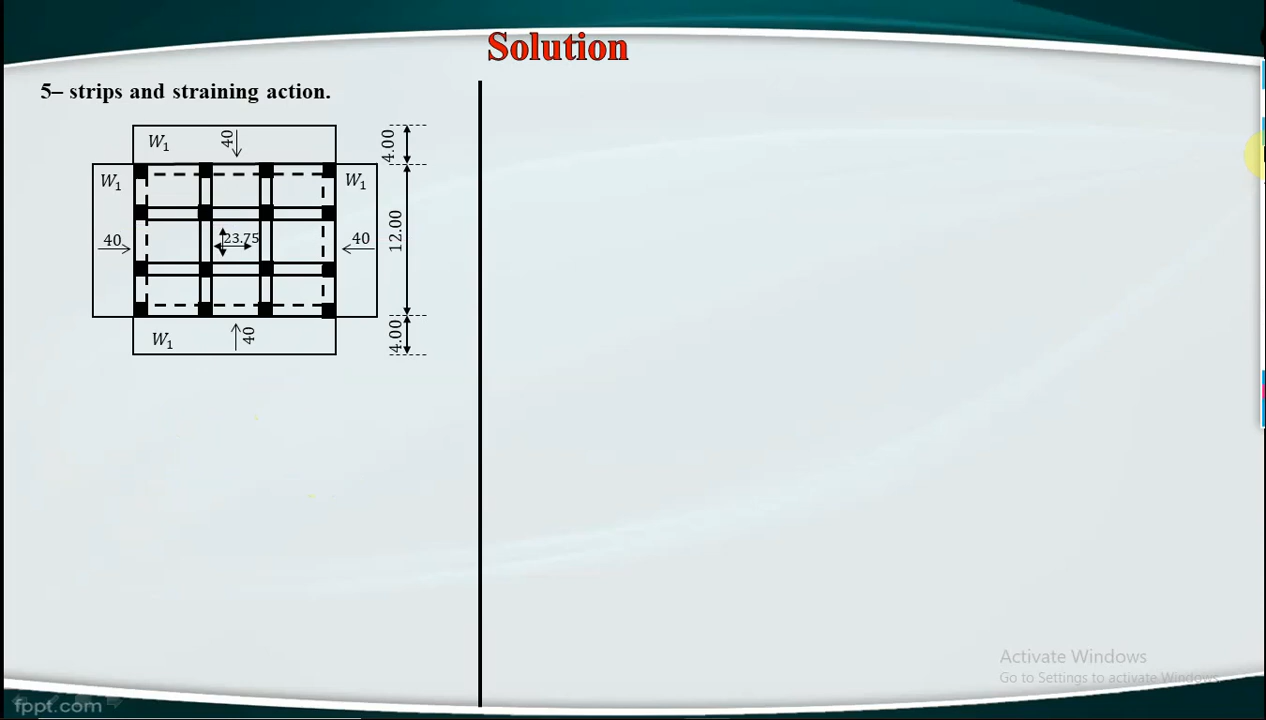 Solution
5– strips and straining action.
W1
40
4.00
W1
W1
40
23.75
40
12.00
W1
40
4.00
Activate Windows
Go to Settings to activate Windows.
fppt.com